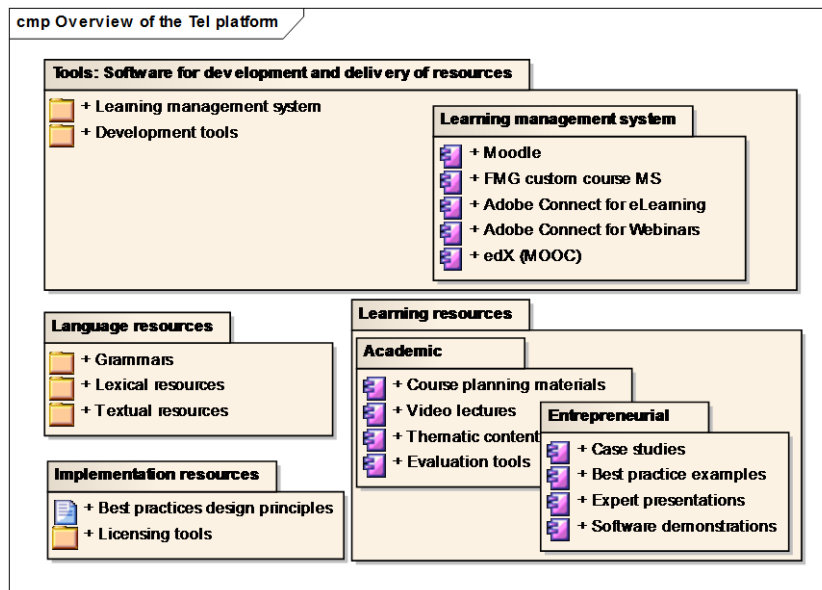 cmp Overview of the Tel platform
Tools: Software for development and delivery of resources
+ Learning management system
+ Development tools
Learning management system
+ Moodle
+ FMG custom course MS
+ Adobe Connect for eLearning
+ Adobe Connect for Webinars
+ edX (MOOC)
Language resources
+ Grammars
+ Lexical resources
+ Textual resources
Learning resources
Academic
+ Course planning materials
+ Video lectures
+ Thematic content
+ Evaluation tools
Entrepreneurial
+ Case studies
+ Best practice examples
+ Expert presentations
+ Software demonstrations
Implementation resources
+ Best practices design principles
+ Licensing tools